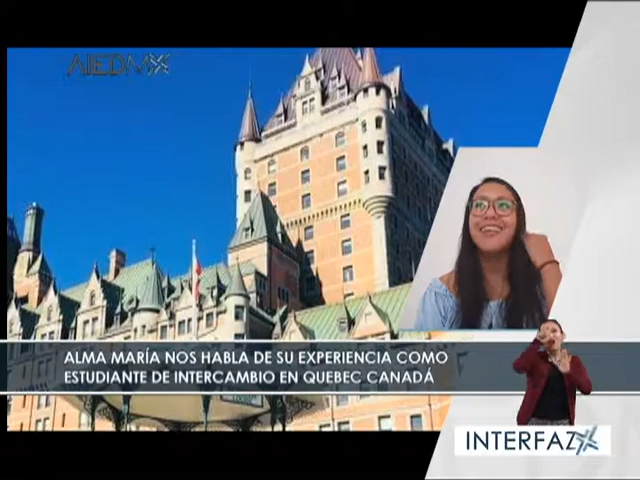 AIEDMX
ALMA MARÍA NOS HABLA DE SU EXPERIENCIA COMO
ESTUDIANTE DE INTERCAMBIO EN QUEBEC CANADÁ
INTERFAZ